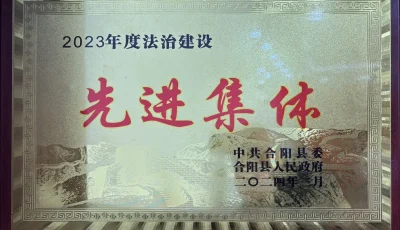 2023年度法治建设
先进集体
中共合阳县委
合阳县人民政府
二〇二四年二月